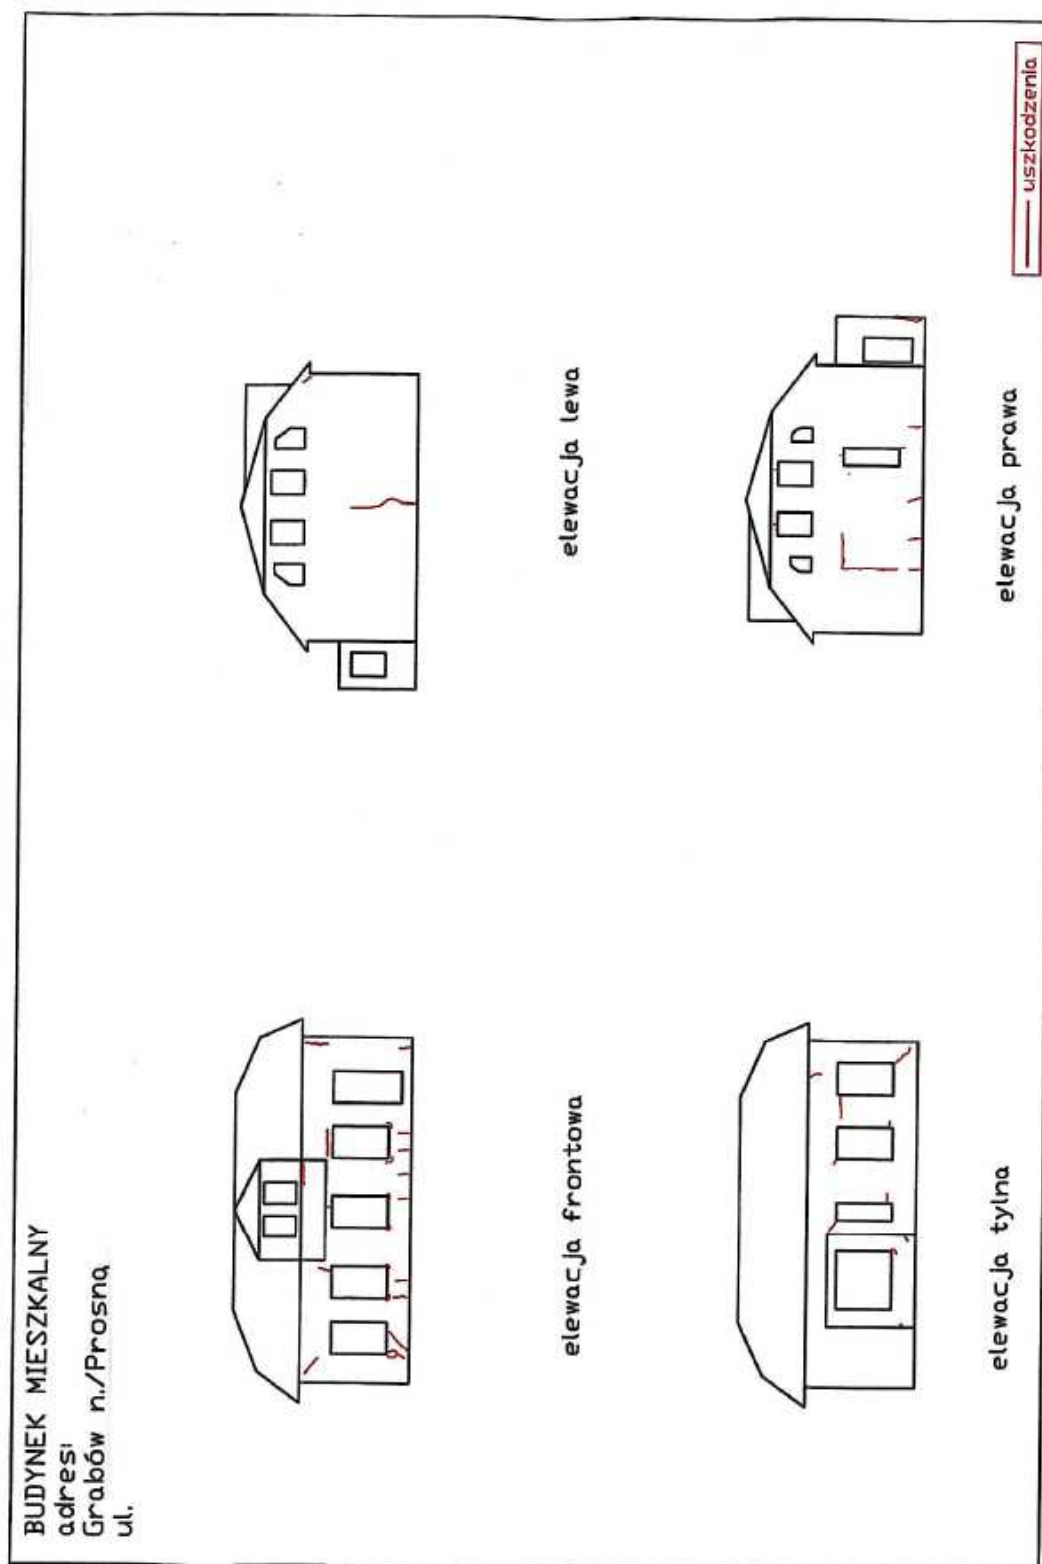 BUDYNEK MIESZKALNY
adres:
Grabów n./Prosną
ul.
elewacja frontowa
elewacja lewa
elewacja tylna
elewacja prawa
uszkodzenia